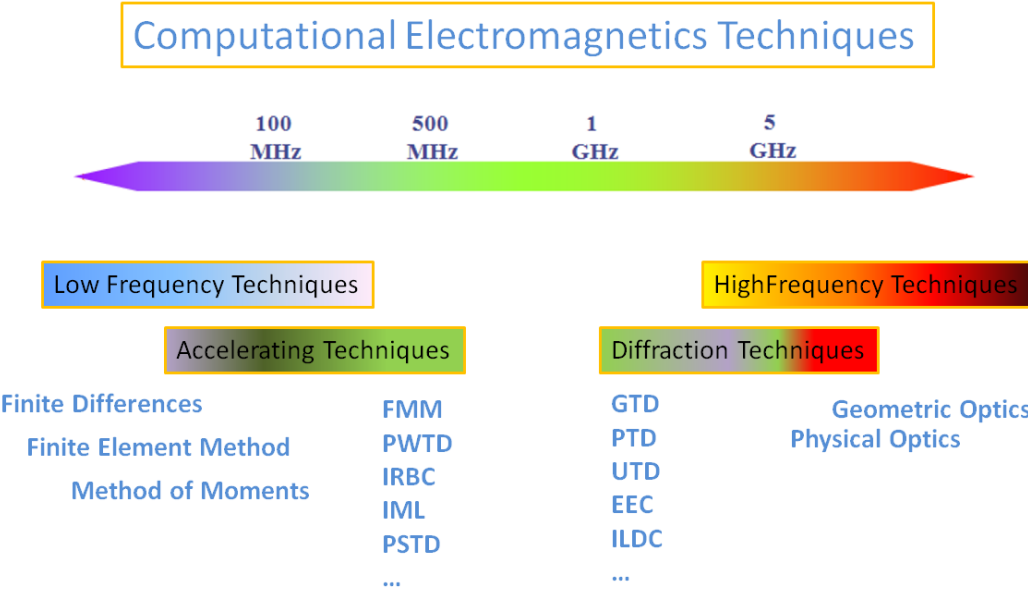 Computational Electromagnetics Techniques
100 MHz
500 MHz
1 GHz
5 GHz
Low Frequency Techniques
HighFrequency Techniques
Accelerating Techniques
Diffraction Techniques
Finite Differences
Finite Element Method
Method of Moments
FMM
PWTD
IRBC
IML
PSTD
...
GTD
PTD
UTD
EEC
ILDC
...
Geometric Optics
Physical Optics